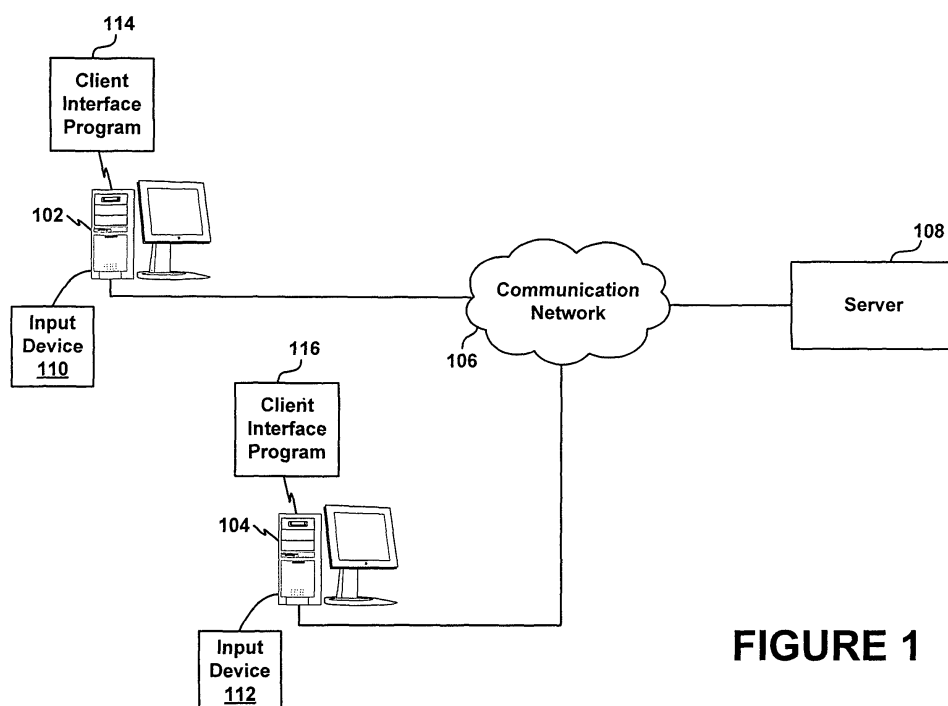 114
Client
Interface
Program
102
Input
Device
110
Communication
Network
106
108
Server
116
Client
Interface
Program
104
Input
Device
112
FIGURE 1